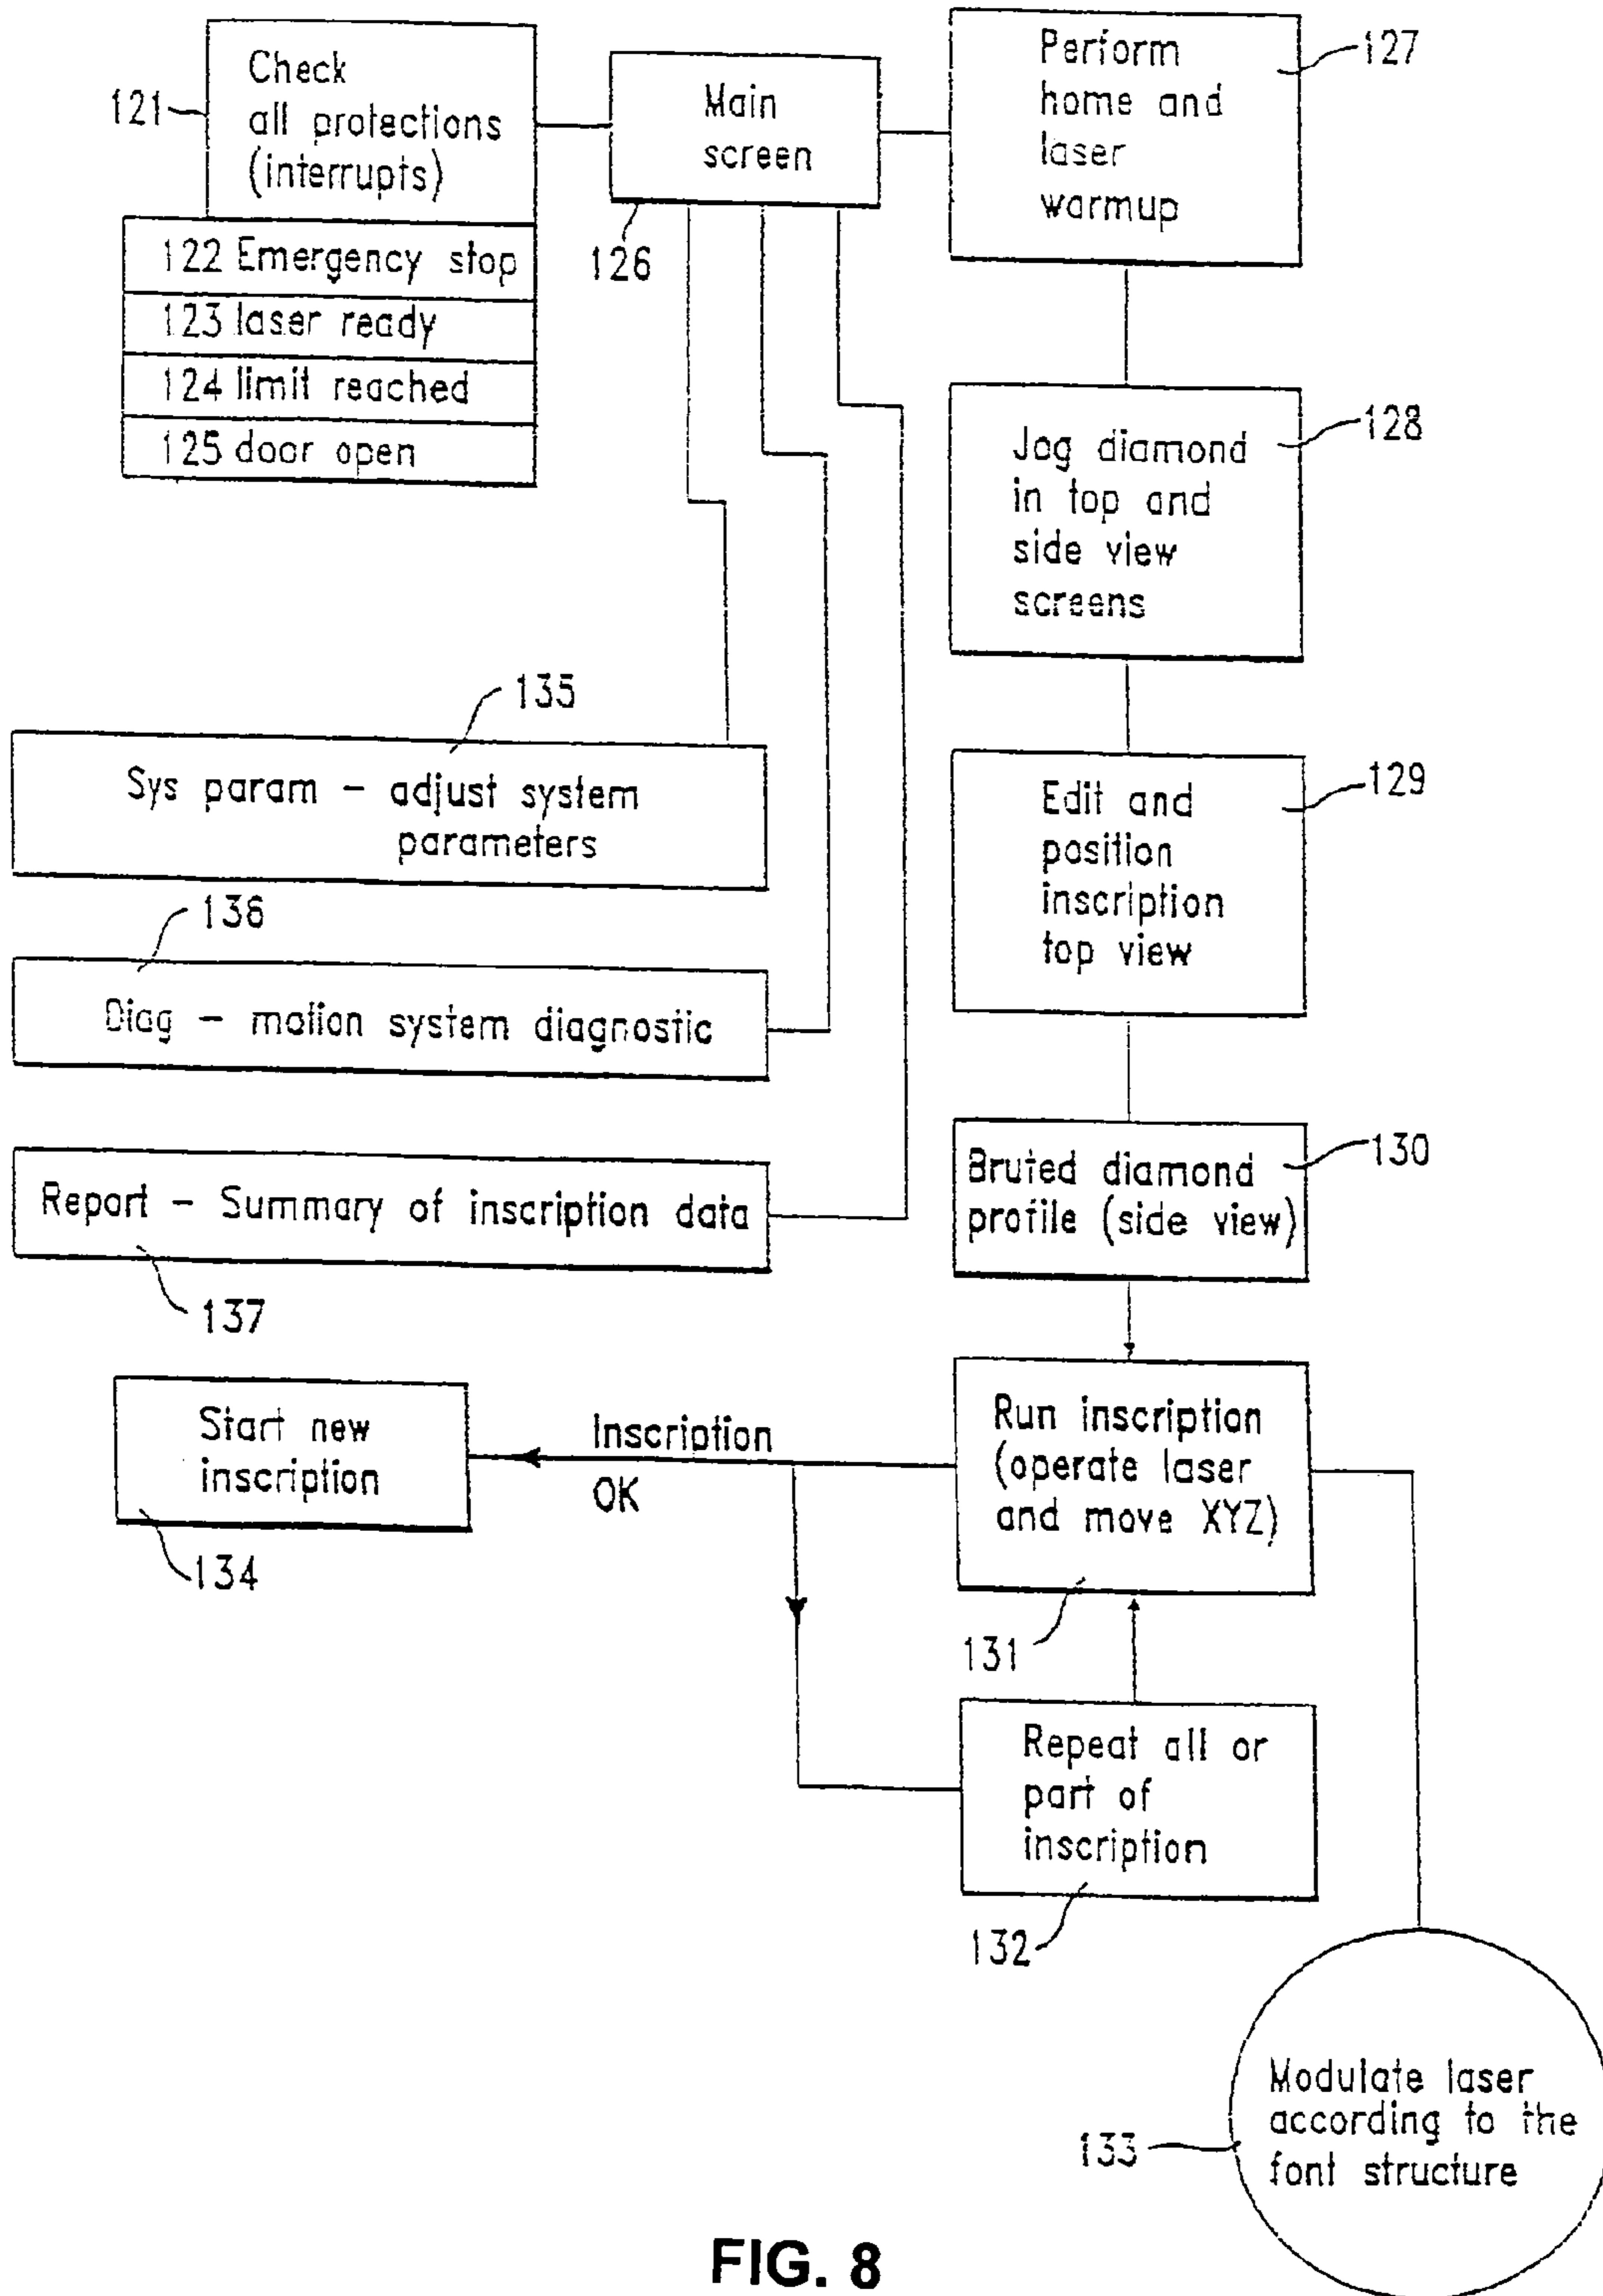 121
Check
all protections
(interrupts)
122 Emergency stop
123 laser ready
124 limit reached
125 door open
Main
screen
126
Perform
home and
laser
warmup
127
Jog diamond
in top and
side view
screens
128
Edit and
position
inscription
top view
129
Bruted diamond
profile (side view)
130
135
Sys param - adjust system
parameters
136
Diag - motion system diagnostic
Report - Summary of inscription data
137
Start new
inscription
134
Inscription
OK
Run inscription
(operate laser
and move XYZ)
131
Repeat all or
part of
inscription
132
Modulate laser
according to the
font structure
133
FIG. 8